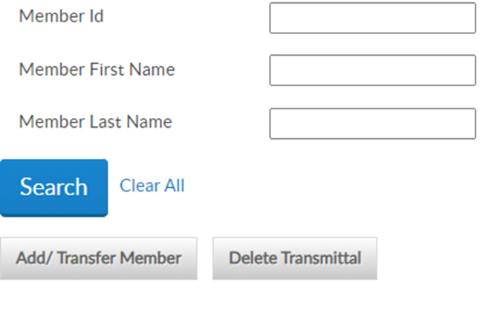 Member Id
Member First Name
Member Last Name
Search Clear All
Add/ Transfer Member Delete Transmittal